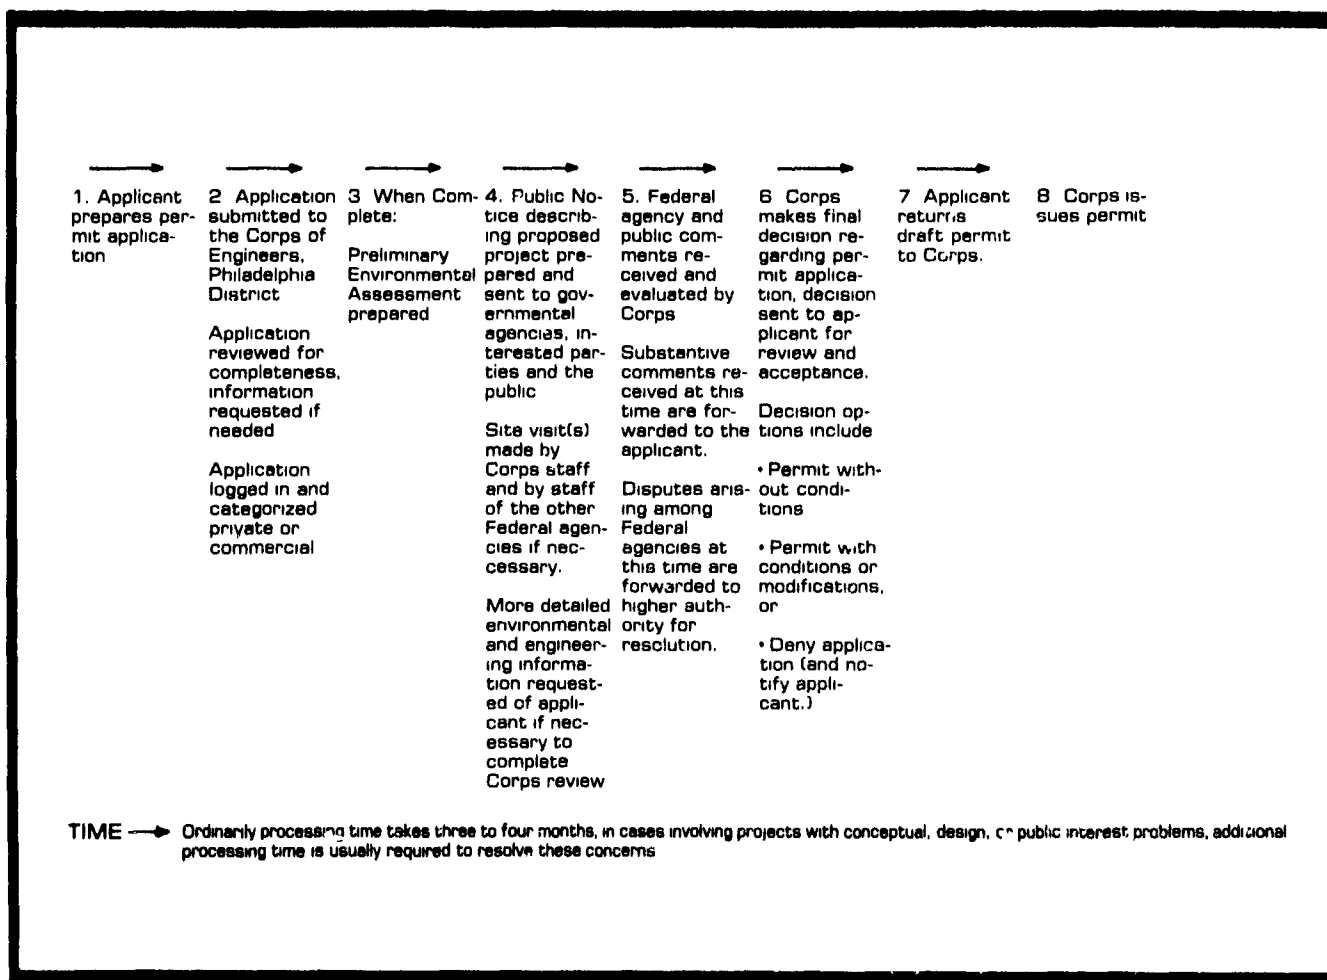 1. Applicant
prepares per-
mit applica-
tion
2 Application
submitted to
the Corps of
Engineers,
Philadelphia
District
Application
reviewed for
completeness,
information
requested if
needed
Application
logged in and
categorized
private or
commercial
3 When Com-
plete:
Preliminary
Environmental
Assessment
prepared
4. Public No-
tice describ-
ing proposed
project pre-
pared and
sent to gov-
ernmental
agencies, in-
terested par-
ties and the
public
Site visit(s)
made by
Corps staff
and by staff
of the other
Federal agen-
cies if nec-
cessary.
More detailed
environmental
and engineer-
ing informa-
tion request-
ed of appli-
cant if nec-
essary to
complete
Corps review
5. Federal
agency and
public com-
ments re-
ceived and
evaluated by
Corps
Substantive
comments re-
ceived at this
time are for-
warded to the
applicant.
Disputes aris-
ing among
Federal
agencies at
this time are
forwarded to
higher auth-
ority for
resolution.
6 Corps
makes final
decision re-
garding per-
mit applica-
tion, decision
sent to ap-
plicant for
review and
acceptance.
Decision op-
tions include
• Permit with-
out condi-
tions
• Permit with
conditions or
modifications,
or
• Deny applica-
tion (and no-
tify appli-
cant.)
7 Applicant
returns
draft permit
to Corps.
8 Corps is-
sues permit
TIME → Ordinarily processing time takes three to four months, in cases involving projects with conceptual, design, or public interest problems, additional
processing time is usually required to resolve these concerns